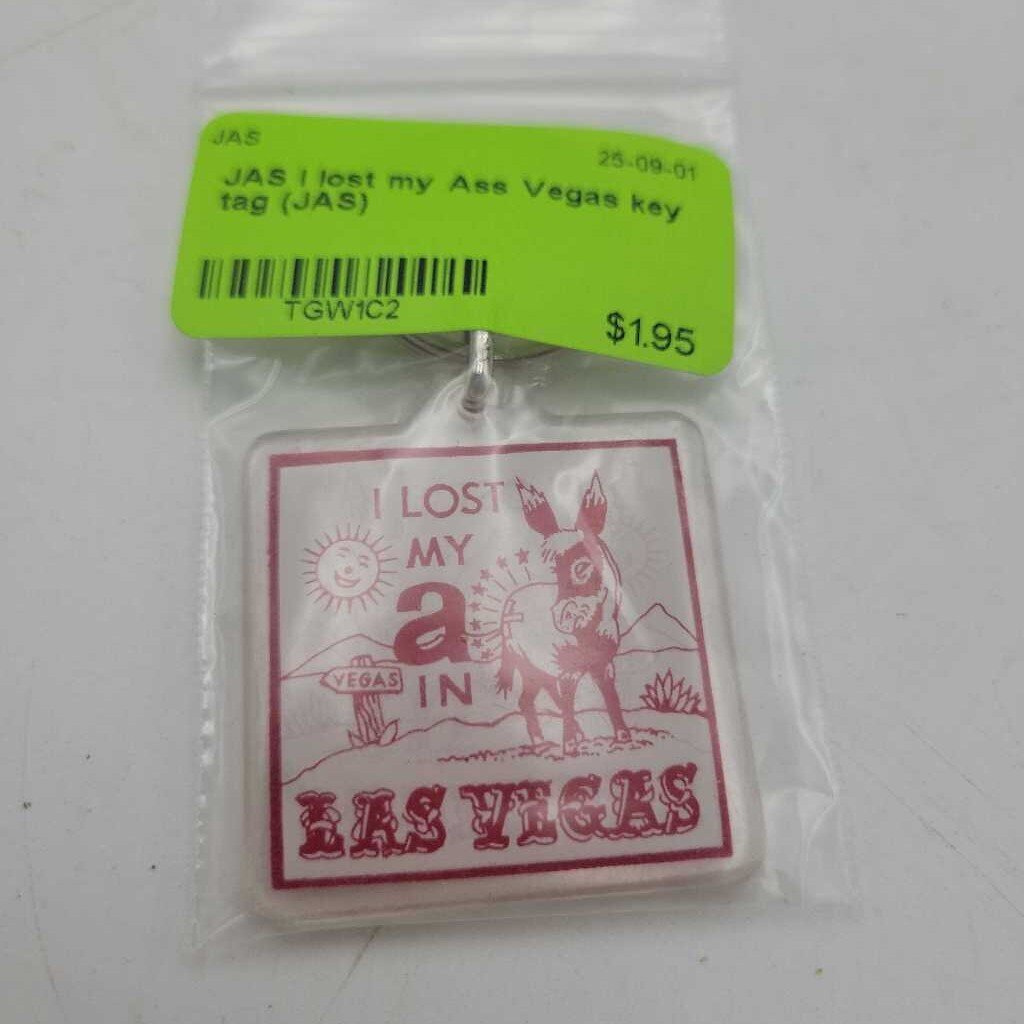 JAS
25-09-01
JAS I lost my Ass Vegas key
tag (JAS)
TGW1C2
$1.95
I LOST
MY
a
VEGAS
IN
LAS VEGAS